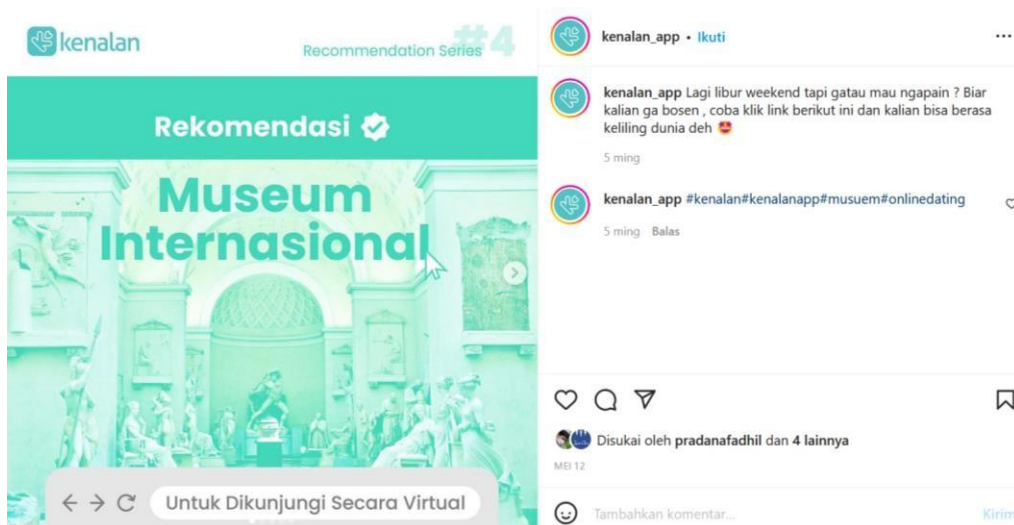 kenalan
Recommendation Series
#4
Rekomendasi
Museum
Internasional
Untuk Dikunjungi Secara Virtual
kenalan_app • Ikuti
kenalan_app Lagi libur weekend tapi gatau mau ngapain ? Biar
kalian ga bosen , coba klik link berikut ini dan kalian bisa berasa
keliling dunia deh 🤩
5 ming
kenalan_app #kenalan#kenalanapp#musuem#onlinedating
5 ming Balas
Disukai oleh pradanafadhil dan 4 lainnya
MEI 12
Tambahkan komentar...
Kirim